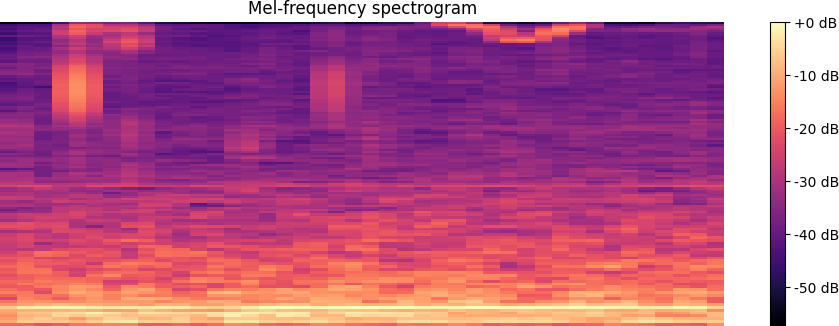 Mel-frequency spectrogram
+0 dB
-10 dB
-20 dB
-30 dB
-40 dB
-50 dB